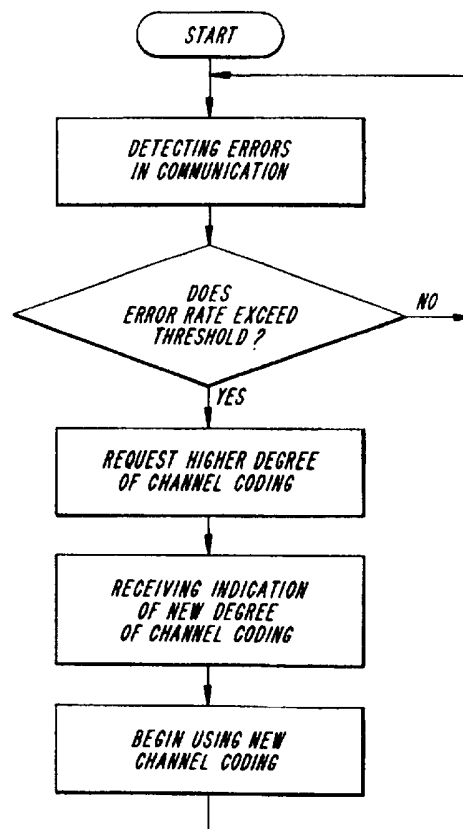 START
DETECTING ERRORS
IN COMMUNICATION
DOES
ERROR RATE EXCEED
THRESHOLD ?
NO
YES
REQUEST HIGHER DEGREE
OF CHANNEL CODING
RECEIVING INDICATION
OF NEW DEGREE
OF CHANNEL CODING
BEGIN USING NEW
CHANNEL CODING